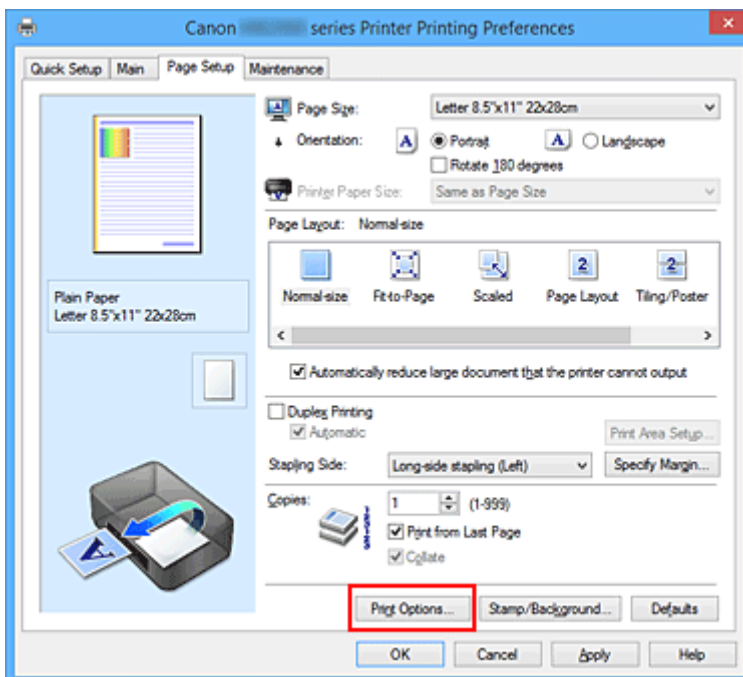 Canon series Printer Printing Preferences
Quick Setup Main Page Setup Maintenance
Page Size: Letter 8.5"x11" 22x28cm
Orientation: A Portrait A Landscape
Rotate 180 degrees
Printer Paper Size: Same as Page Size
Page Layout: Normal-size
2 2
Normal-size Fit-to-Page Scaled Page Layout Tiling/Poster
Plain Paper
Letter 8.5"x11" 22x28cm
Automatically reduce large document that the printer cannot output
Duplex Printing
Automatic
Print Area Setup...
Stapling Side: Long-side stapling (Left) Specify Margin...
Copies: 1 (1-999)
Print from Last Page
Collate
A
Print Options... Stamp/Background... Defaults
OK Cancel Apply Help